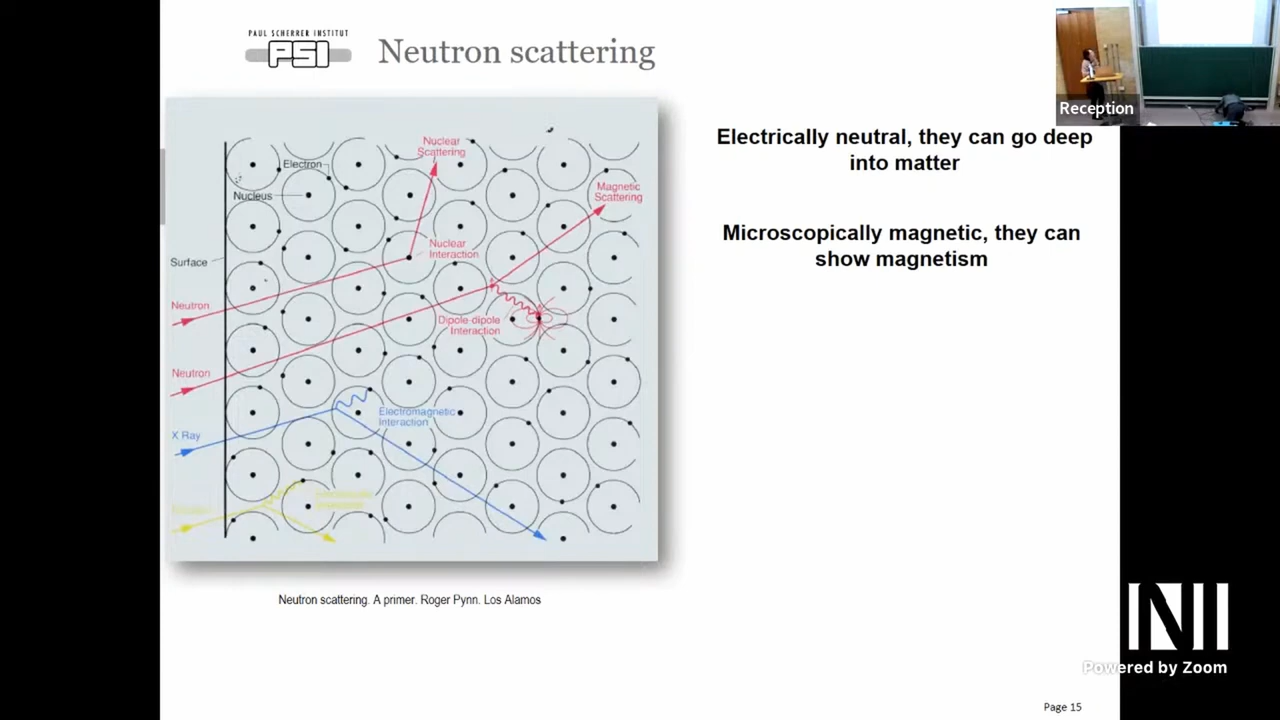 PAUL SCHERRER INSTITUT
PSI
Neutron scattering
Reception
Electrically neutral, they can go deep
into matter
Microscopically magnetic, they can
show magnetism
Nuclear
Scattering
Electron
Magnetic
Scattering
Nucleus
Nuclear
Interaction
Surface
Neutron
Dipole-dipole
Interaction
Neutron
Electromagnetic
Interaction
X Ray
Neutron scattering. A primer. Roger Pynn. Los Alamos
Powered by Zoom
Page 15